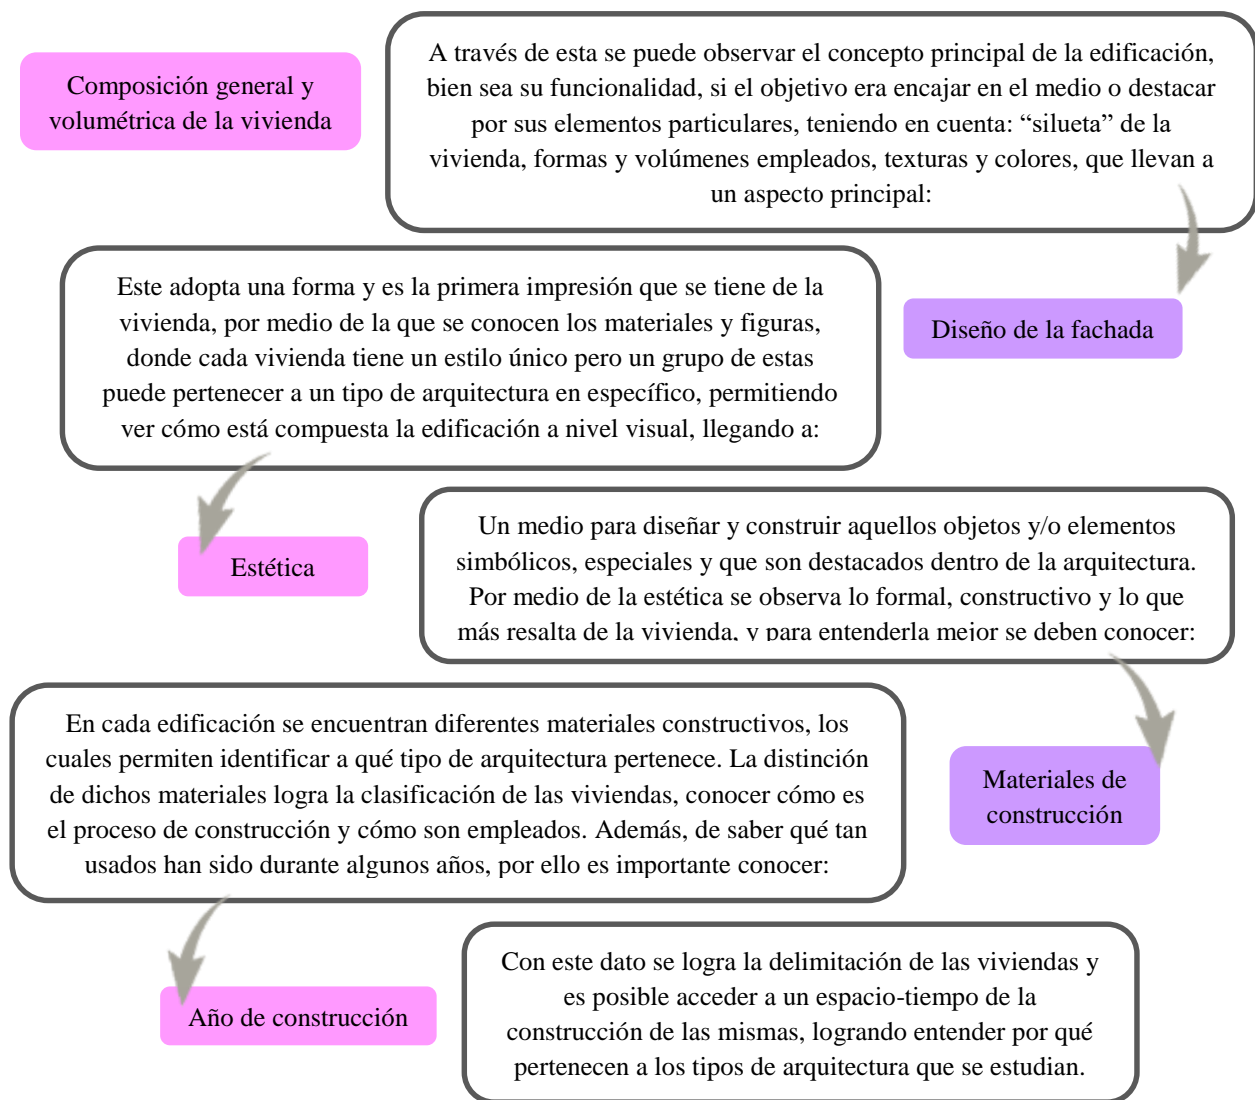 Composición general y
volumétrica de la vivienda
A través de esta se puede observar el concepto principal de la edificación,
bien sea su funcionalidad, si el objetivo era encajar en el medio o destacar
por sus elementos particulares, teniendo en cuenta: “silueta” de la
vivienda, formas y volúmenes empleados, texturas y colores, que llevan a
un aspecto principal:
Diseño de la fachada
Este adopta una forma y es la primera impresión que se tiene de la
vivienda, por medio de la que se conocen los materiales y figuras,
donde cada vivienda tiene un estilo único pero un grupo de estas
puede pertenecer a un tipo de arquitectura en específico, permitiendo
ver cómo está compuesta la edificación a nivel visual, llegando a:
Estética
Un medio para diseñar y construir aquellos objetos y/o elementos
simbólicos, especiales y que son destacados dentro de la arquitectura.
Por medio de la estética se observa lo formal, constructivo y lo que
más resalta de la vivienda, y para entenderla mejor se deben conocer:
Materiales de
construcción
En cada edificación se encuentran diferentes materiales constructivos, los
cuales permiten identificar a qué tipo de arquitectura pertenece. La distinción
de dichos materiales logra la clasificación de las viviendas, conocer cómo es
el proceso de construcción y cómo son empleados. Además, de saber qué tan
usados han sido durante algunos años, por ello es importante conocer:
Año de construcción
Con este dato se logra la delimitación de las viviendas y
es posible acceder a un espacio-tiempo de la
construcción de las mismas, logrando entender por qué
pertenecen a los tipos de arquitectura que se estudian.